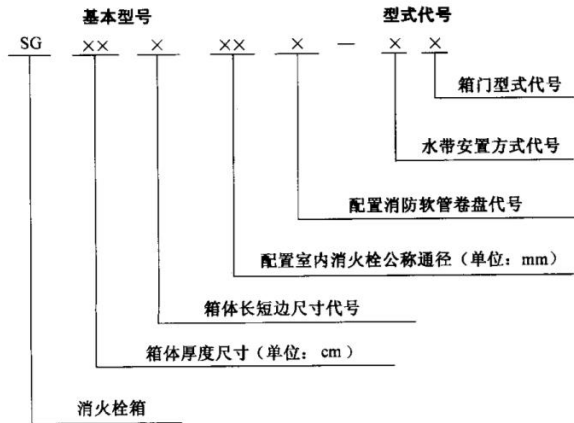 基本型号 型式代号
SG ×× × ×× × — × ×
箱门型式代号
水带安置方式代号
配置消防软管卷盘代号
配置室内消火栓公称通径（单位：mm）
箱体长短边尺寸代号
箱体厚度尺寸（单位：cm）
消火栓箱